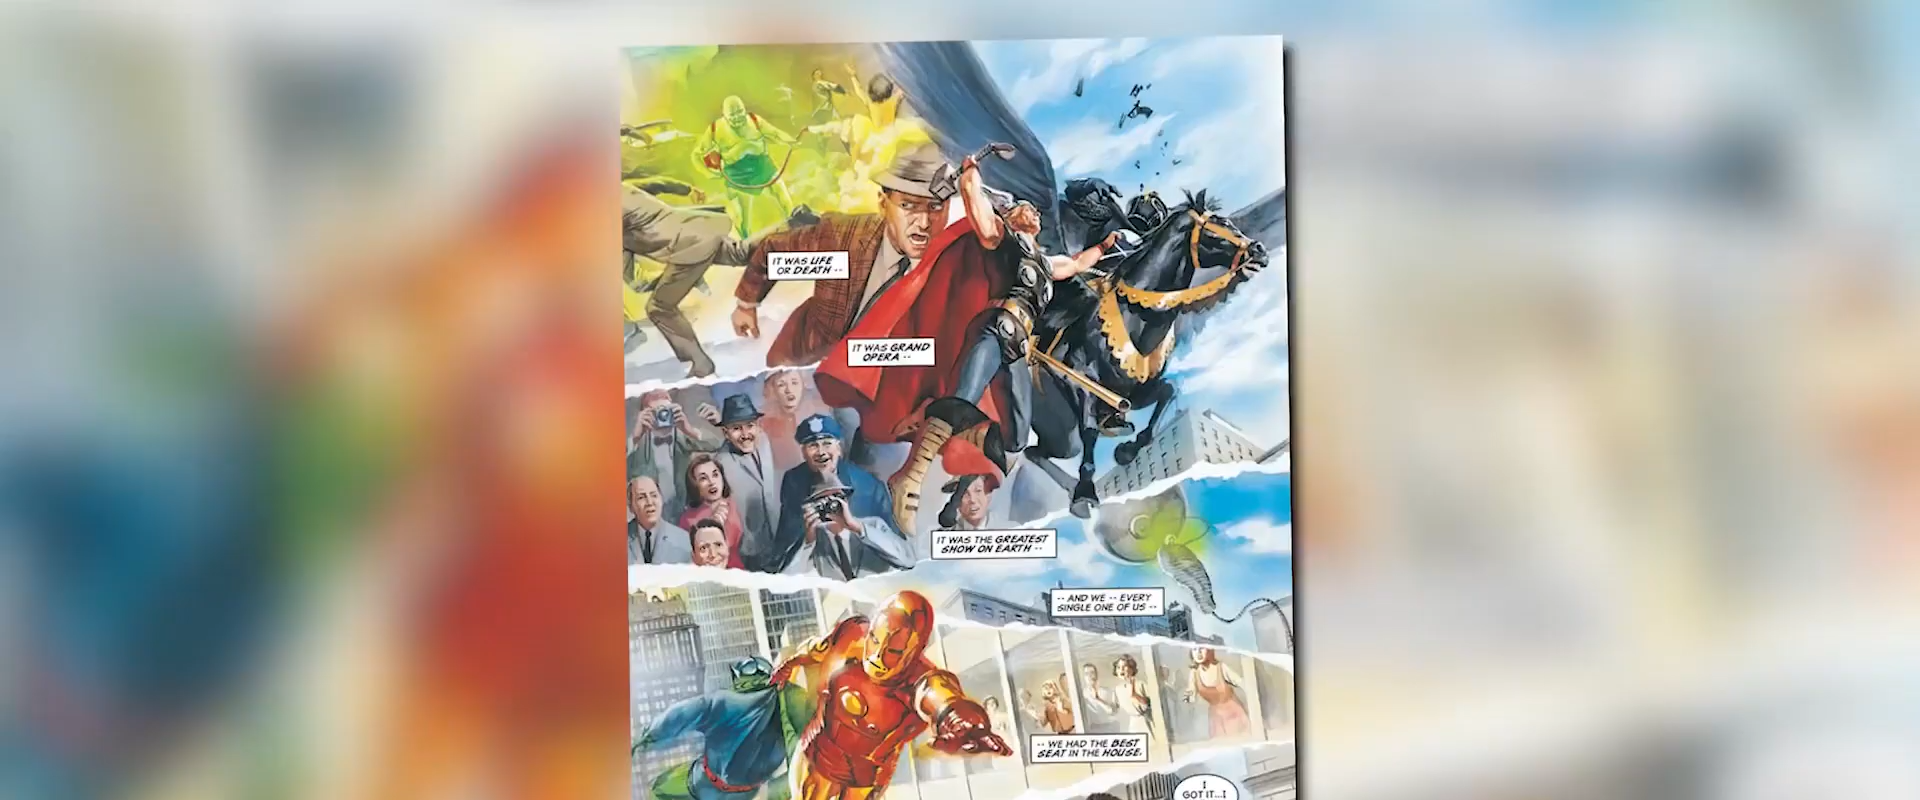 IT WAS LIFE
OR DEATH --
IT WAS GRAND
OPERA --
IT WAS THE GREATEST
SHOW ON EARTH --
-- AND WE -- EVERY
SINGLE ONE OF US --
-- WE HAD THE BEST
SEAT IN THE HOUSE.
I
GOT IT...I